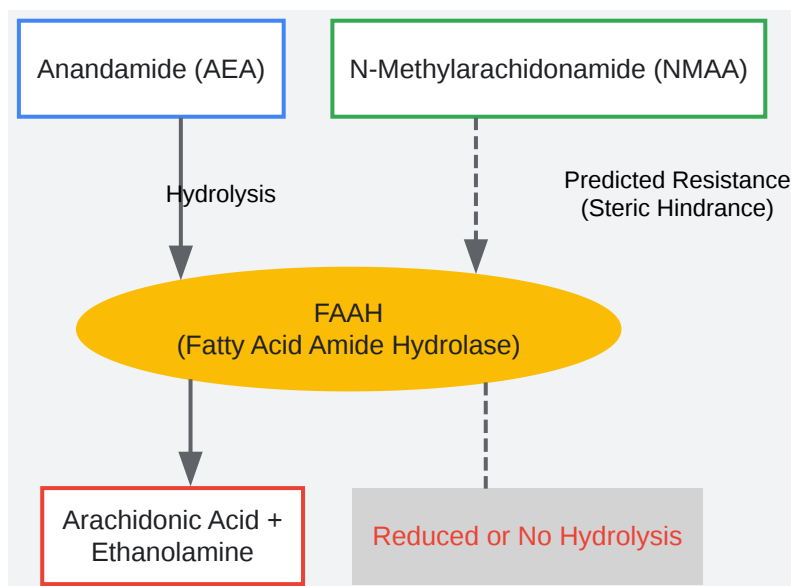 Anandamide (AEA)
N-Methylarachidonamide (NMAA)
Hydrolysis
Predicted Resistance
(Steric Hindrance)
FAAH
(Fatty Acid Amide Hydrolase)
Arachidonic Acid +
Ethanolamine
Reduced or No Hydrolysis